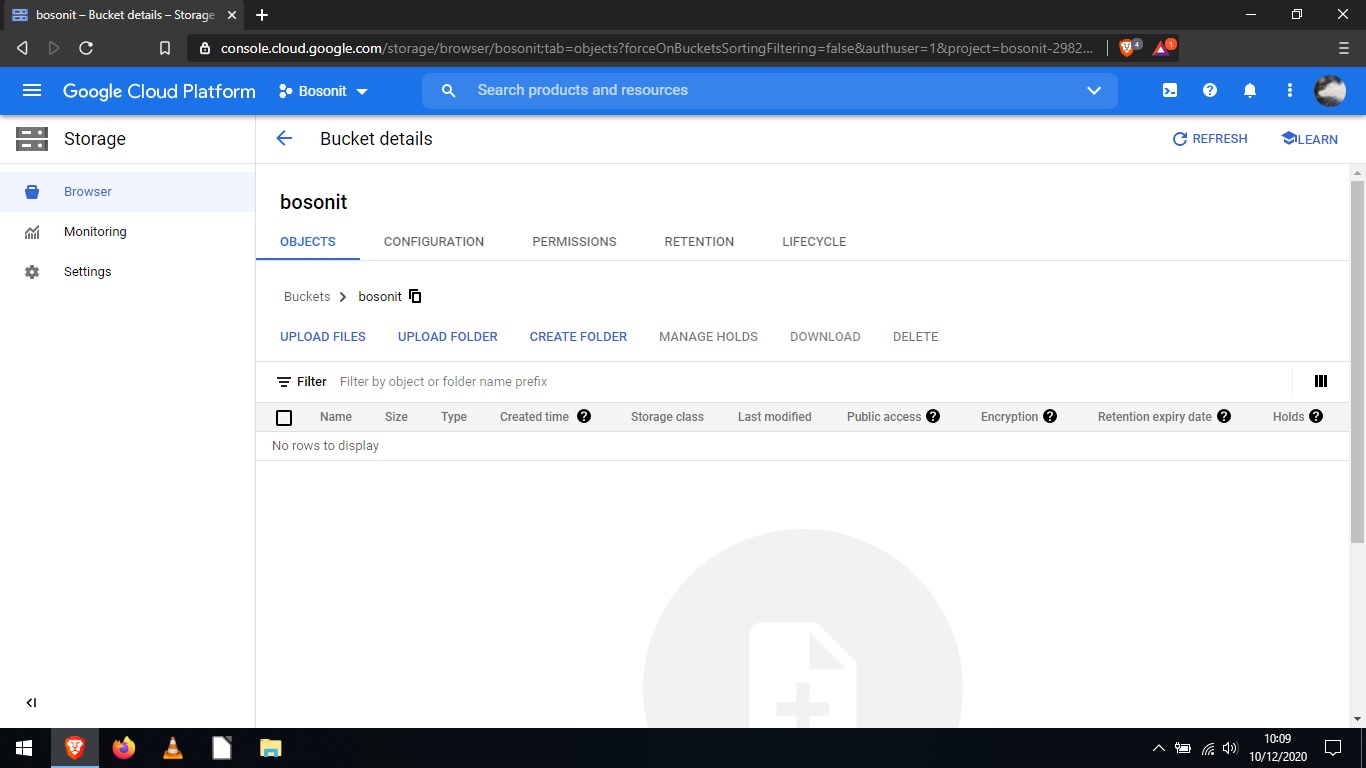 bosonit – Bucket details – Storage
console.cloud.google.com/storage/browser/bosonit;tab=objects?forceOnBucketsSortingFiltering=false&authuser=1&project=bosonit-2982...
4
1
Google Cloud Platform
Bosonit
Search products and resources
Storage
Bucket details
REFRESH
LEARN
Browser
Monitoring
Settings
bosonit
OBJECTS CONFIGURATION PERMISSIONS RETENTION LIFECYCLE
Buckets > bosonit
UPLOAD FILES UPLOAD FOLDER CREATE FOLDER MANAGE HOLDS DOWNLOAD DELETE
Filter Filter by object or folder name prefix
Name Size Type Created time ? Storage class Last modified Public access ? Encryption ? Retention expiry date ? Holds ?
No rows to display
10:09
10/12/2020